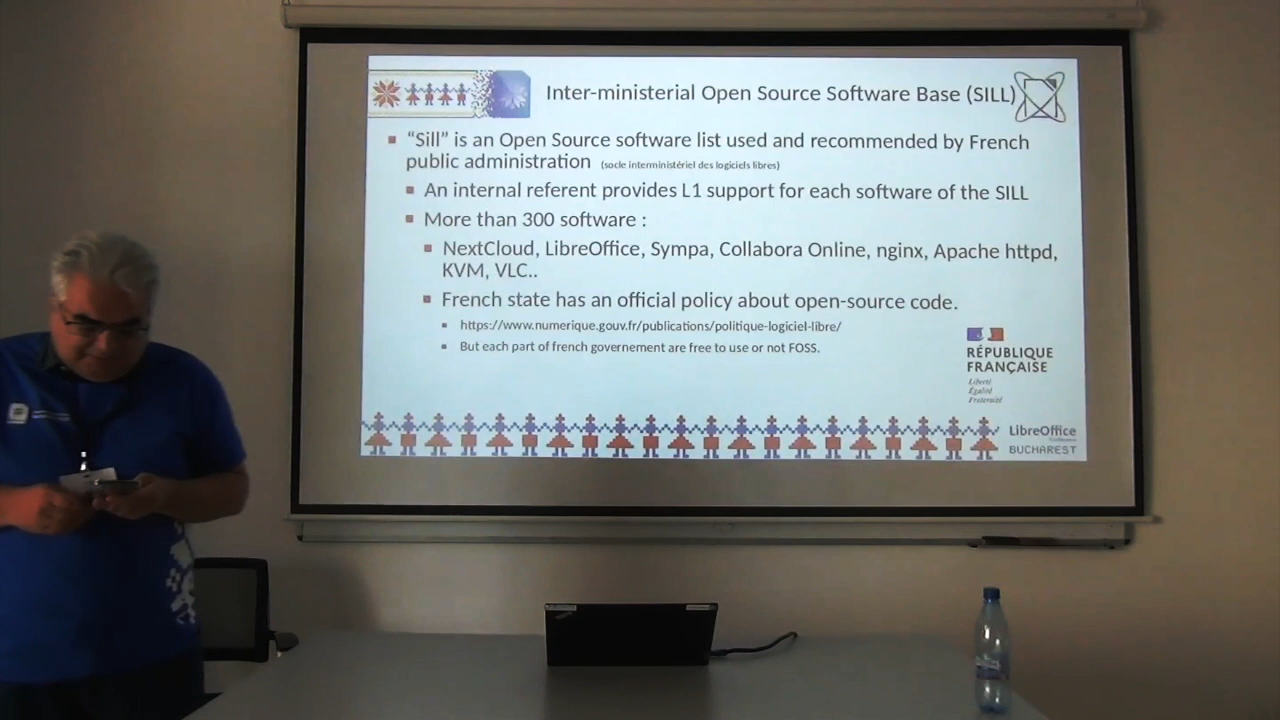 Inter-ministerial Open Source Software Base (SILL)
“Sill” is an Open Source software list used and recommended by French
public administration (socle interministériel des logiciels libres)
An internal referent provides L1 support for each software of the SILL
More than 300 software :
NextCloud, LibreOffice, Sympa, Collabora Online, nginx, Apache httpd,
KVM, VLC..
French state has an official policy about open-source code.
https://www.numerique.gouv.fr/publications/politique-logiciel-libre/
But each part of french governement are free to use or not FOSS.
RÉPUBLIQUE
FRANÇAISE
Liberté
Égalité
Fraternité
LibreOffice
BUCHAREST